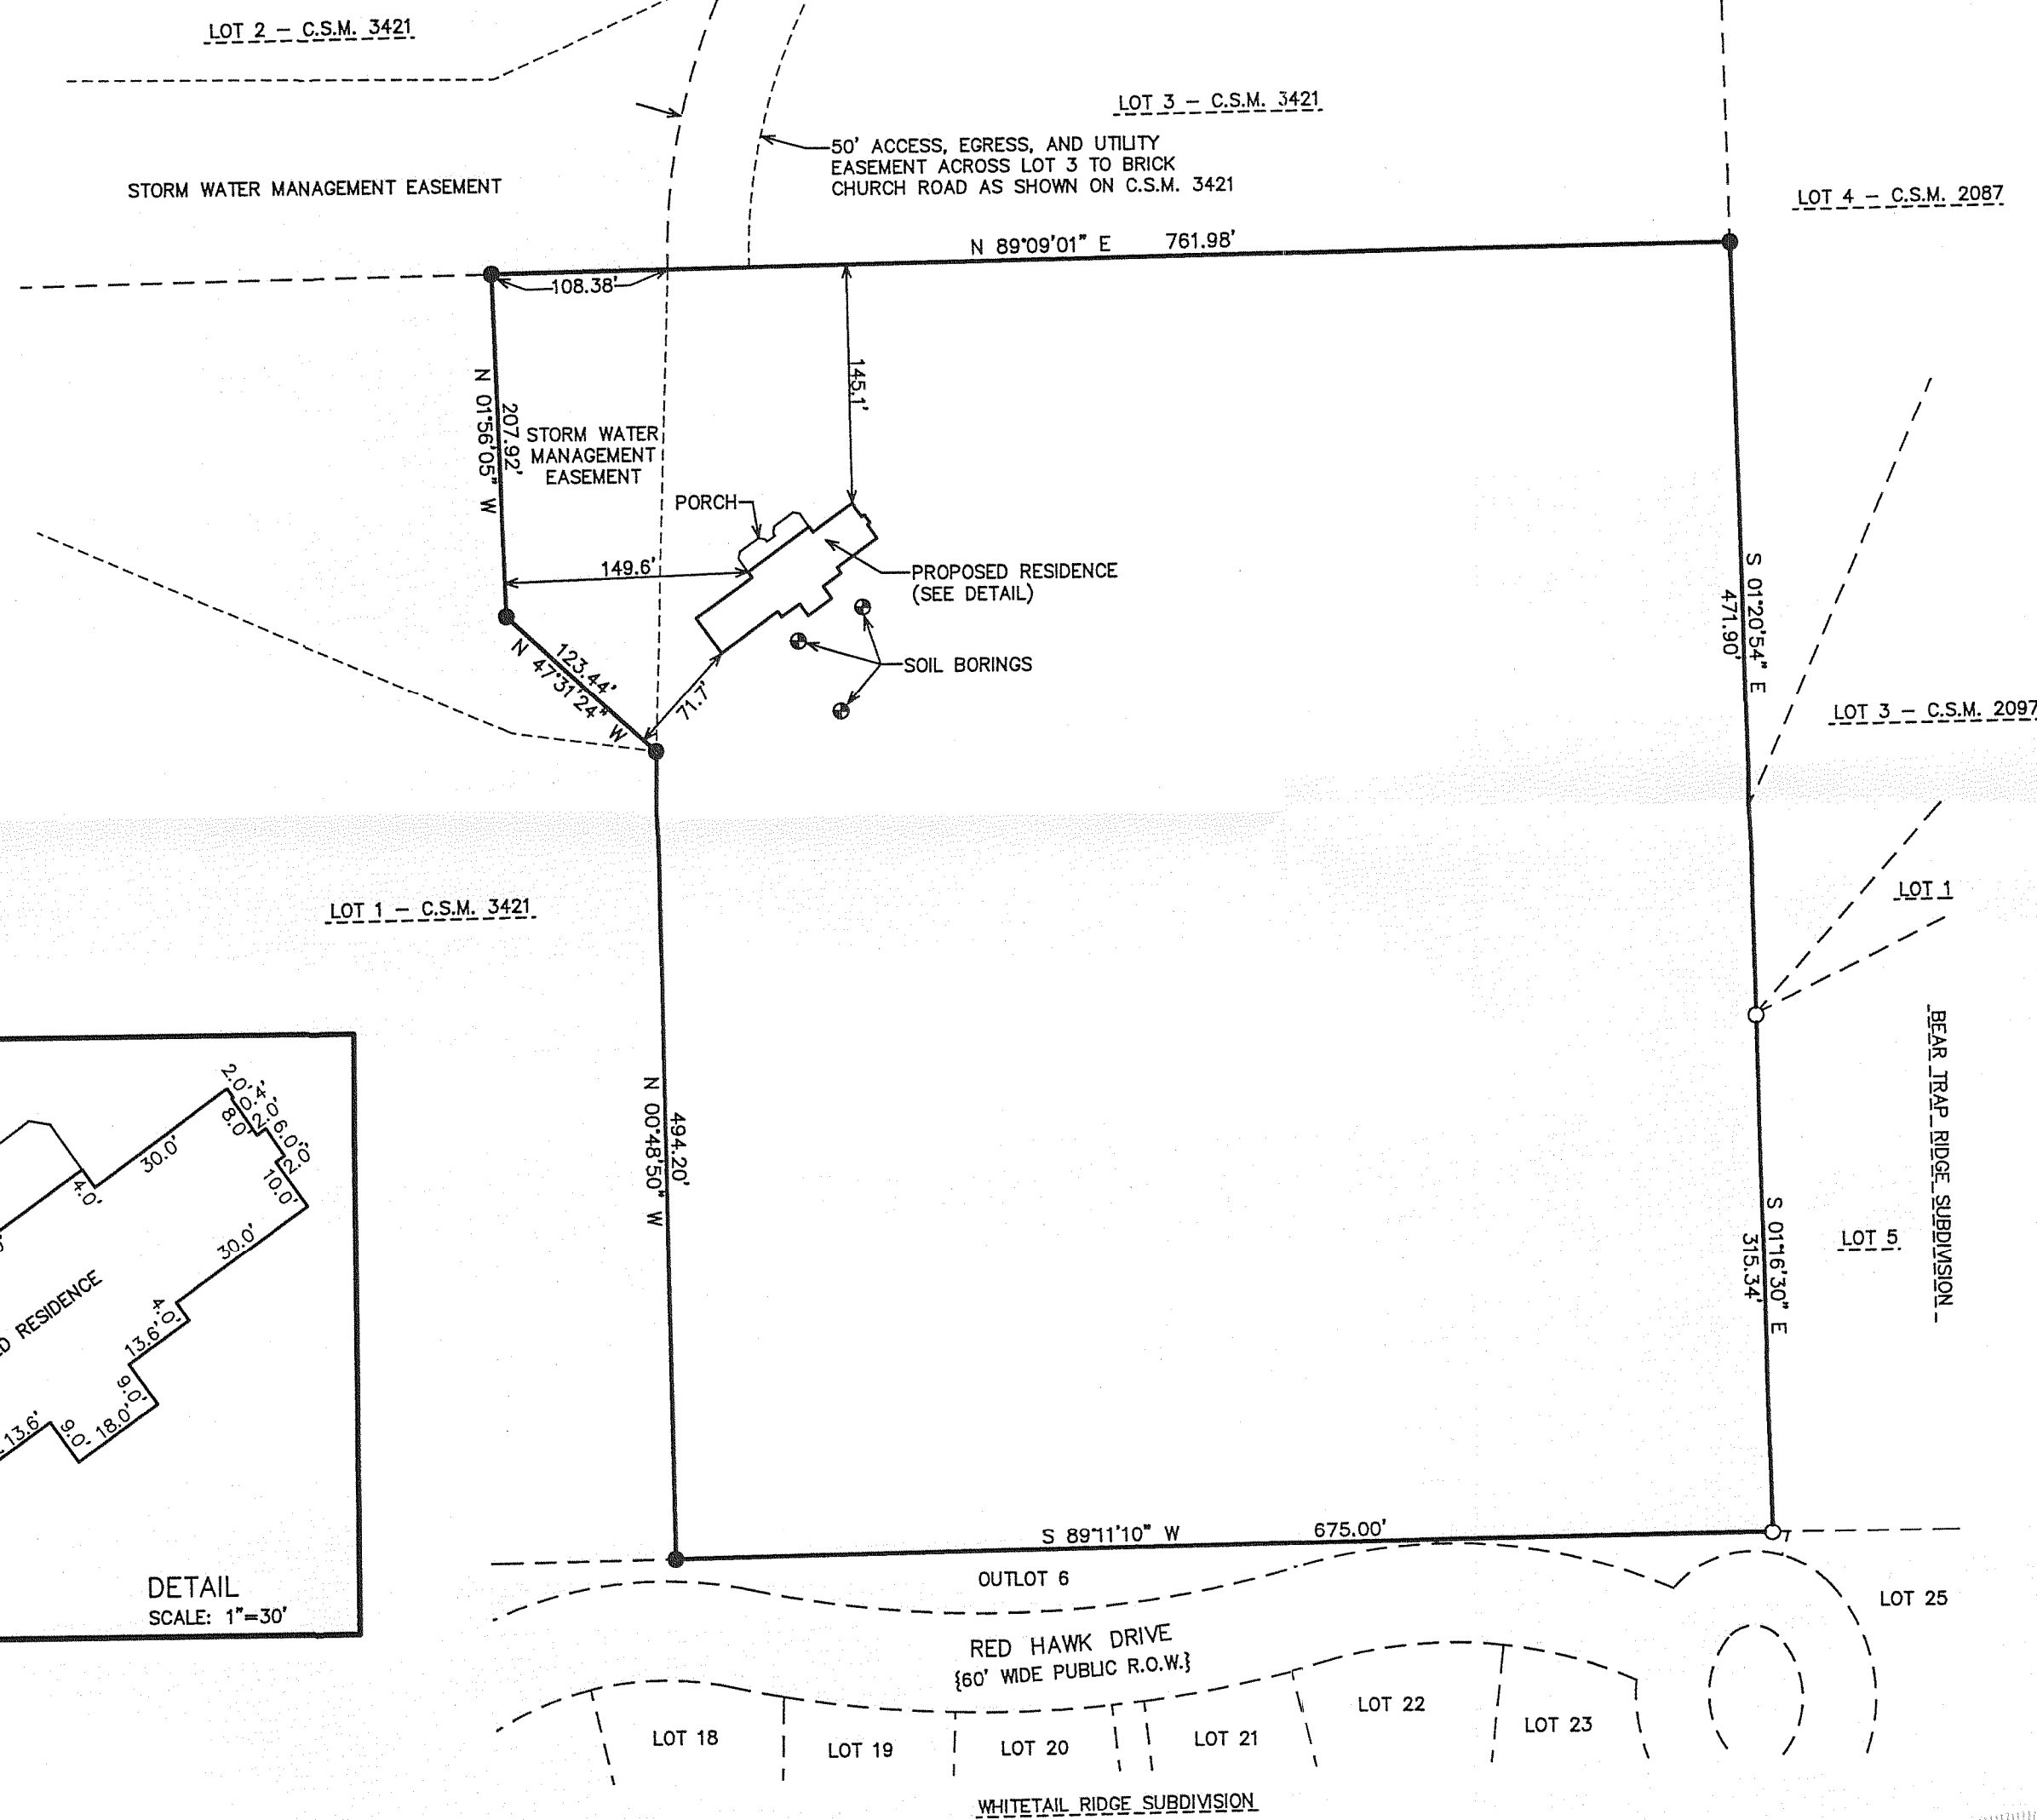 LOT 2 - C.S.M. 3421
LOT 3 - C.S.M. 3421
50' ACCESS, EGRESS, AND UTILITY
EASEMENT ACROSS LOT 3 TO BRICK
CHURCH ROAD AS SHOWN ON C.S.M. 3421
STORM WATER MANAGEMENT EASEMENT
LOT 4 - C.S.M. 2087
N 89°09'01" E 761.98'
108.38'
145.1'
N 01°56'05" W
207.92'
STORM WATER
MANAGEMENT
EASEMENT
PORCH
149.6'
PROPOSED RESIDENCE
(SEE DETAIL)
SOIL BORINGS
123.44'
N 47°31'24" W
71.7'
S 01°20'54" E
471.90'
LOT 3 - C.S.M. 2097
LOT 1
LOT 1 - C.S.M. 3421
BEAR TRAP RIDGE SUBDIVISION
N 00°48'50" W
494.20'
S 01°16'30" E
315.34'
LOT 5
2.0'
0.4'
8.0'
2.0'
6.0'
2.0'
10.0'
30.0'
4.0'
30.0'
RESIDENCE
4.0'
13.6'
9.0'
18.0'
9.0'
13.6'
DETAIL
SCALE: 1"=30'
S 89°11'10" W 675.00'
OUTLOT 6
RED HAWK DRIVE
{60' WIDE PUBLIC R.O.W.}
LOT 25
LOT 18
LOT 19
LOT 20
LOT 21
LOT 22
LOT 23
WHITETAIL RIDGE SUBDIVISION